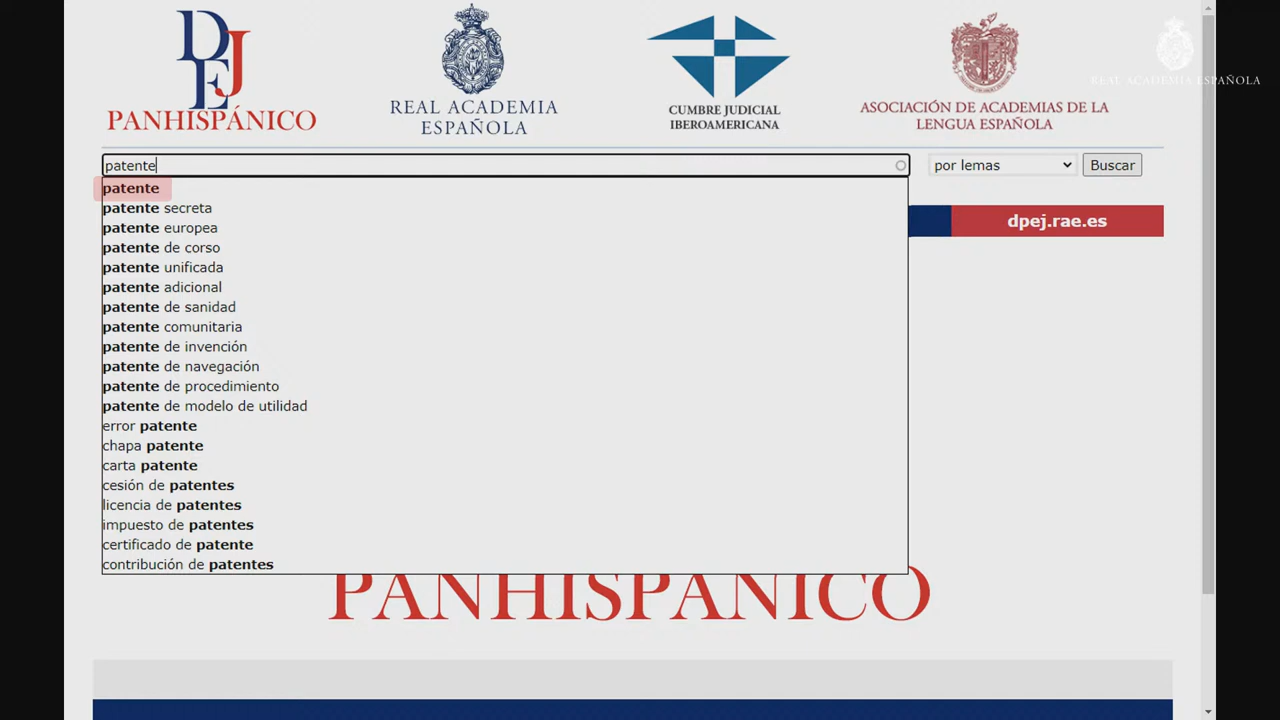 DEJ
PANHISPÁNICO
REAL ACADEMIA
ESPAÑOLA
CUMBRE JUDICIAL
IBEROAMERICANA
ASOCIACIÓN DE ACADEMIAS DE LA
LENGUA ESPAÑOLA
REAL ACADEMIA ESPAÑOLA
patente
por lemas
Buscar
dpej.rae.es
patente
patente secreta
patente europea
patente de corso
patente unificada
patente adicional
patente de sanidad
patente comunitaria
patente de invención
patente de navegación
patente de procedimiento
patente de modelo de utilidad
error patente
chapa patente
carta patente
cesión de patentes
licencia de patentes
impuesto de patentes
certificado de patente
contribución de patentes
PANHISPÁNICO